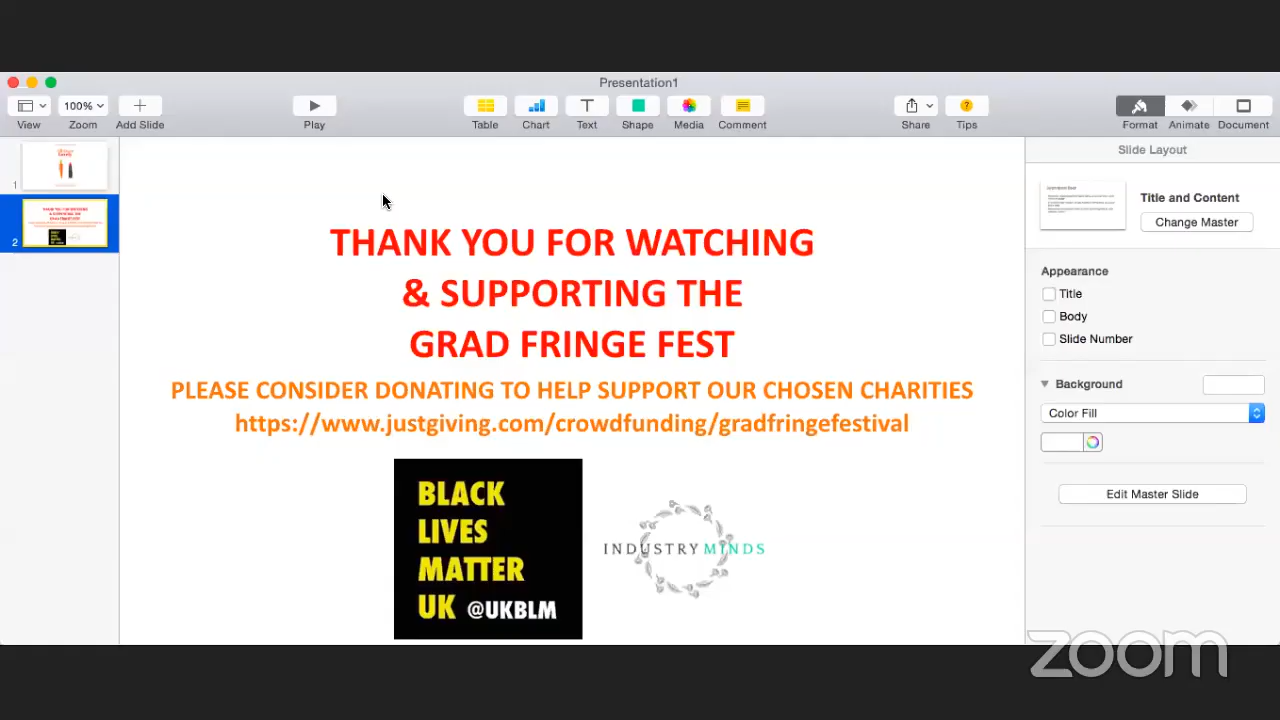 Presentation1
100%
View
Zoom
Add Slide
Play
Table
Chart
Text
Shape
Media
Comment
Share
Tips
Format
Animate
Document
1
2
THANK YOU FOR WATCHING
& SUPPORTING THE
GRAD FRINGE FEST
PLEASE CONSIDER DONATING TO HELP SUPPORT OUR CHOSEN CHARITIES
https://www.justgiving.com/crowdfunding/gradfringefestival
BLACK
LIVES
MATTER
UK @UKBLM
INDUSTRY MINDS
Slide Layout
Title and Content
Change Master
Appearance
Title
Body
Slide Number
Background
Color Fill
Edit Master Slide
zoom